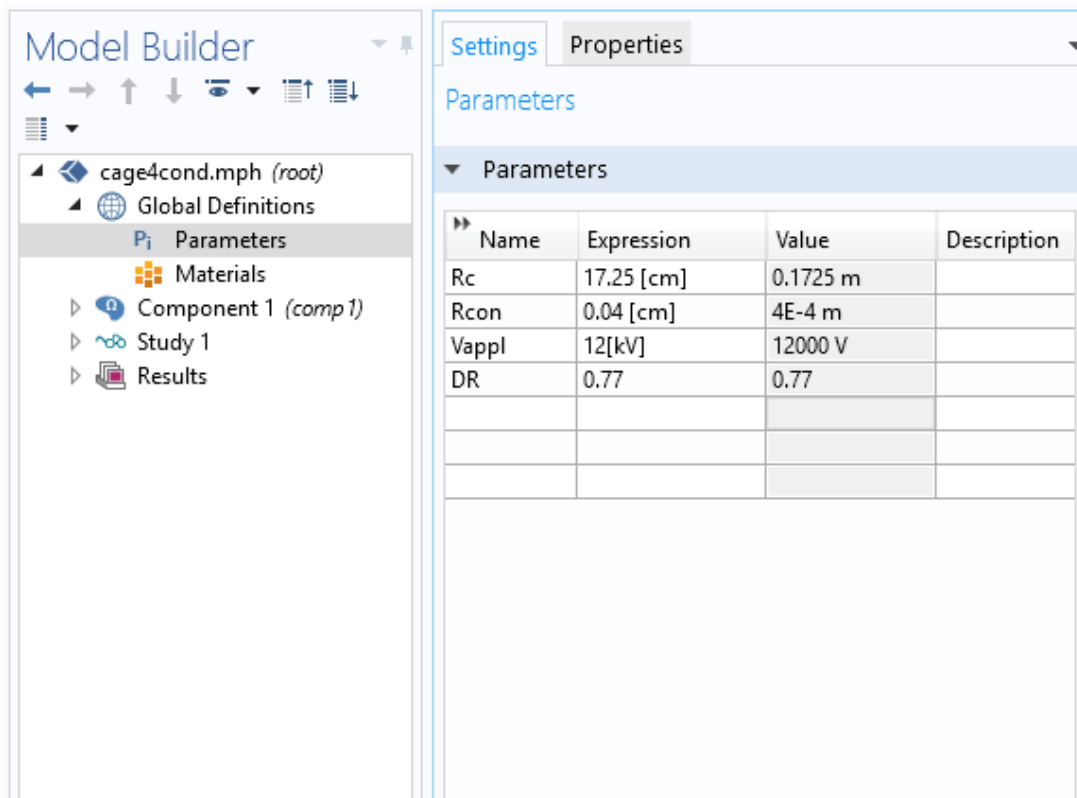 Model Builder
cage4cond.mph (root)
Global Definitions
Pi Parameters
Materials
Component 1 (comp1)
Study 1
Results
Settings Properties
Parameters
Parameters
Name Expression Value Description
Rc 17.25 [cm] 0.1725 m
Rcon 0.04 [cm] 4E-4 m
Vappl 12[kV] 12000 V
DR 0.77 0.77